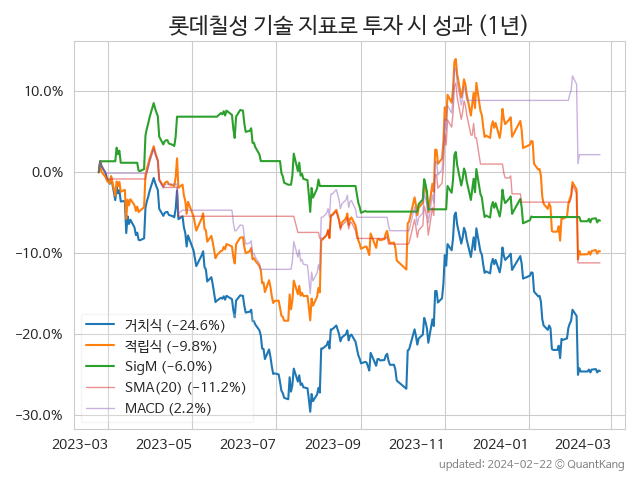 롯데칠성 기술 지표로 투자 시 성과 (1년)
10.0%
0.0%
−10.0%
−20.0%
−30.0%
거치식 (−24.6%)
적립식 (−9.8%)
SigM (−6.0%)
SMA(20) (−11.2%)
MACD (2.2%)
2023-03 2023-05 2023-07 2023-09 2023-11 2024-01 2024-03
updated: 2024-02-22 © QuantKang